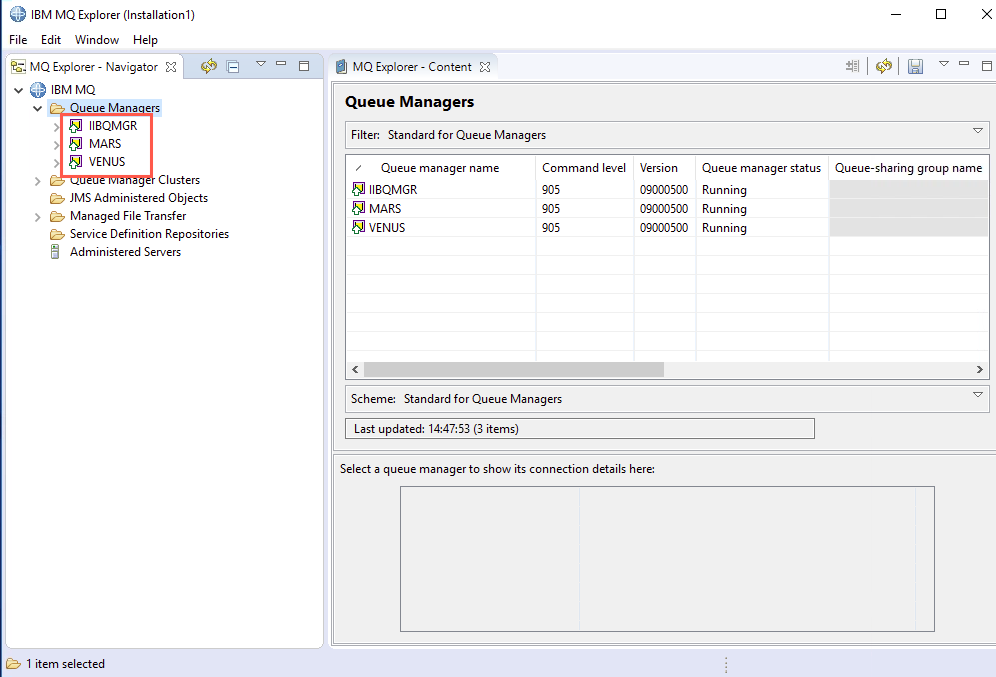 IBM MQ Explorer (Installation1)
File Edit Window Help
MQ Explorer - Navigator
IBM MQ
Queue Managers
IIBQMGR
MARS
VENUS
Queue Manager Clusters
JMS Administered Objects
Managed File Transfer
Service Definition Repositories
Administered Servers
MQ Explorer - Content
Queue Managers
Filter: Standard for Queue Managers
Queue manager name Command level Version Queue manager status Queue-sharing group name
IIBQMGR 905 09000500 Running
MARS 905 09000500 Running
VENUS 905 09000500 Running
Scheme: Standard for Queue Managers
Last updated: 14:47:53 (3 items)
Select a queue manager to show its connection details here:
1 item selected